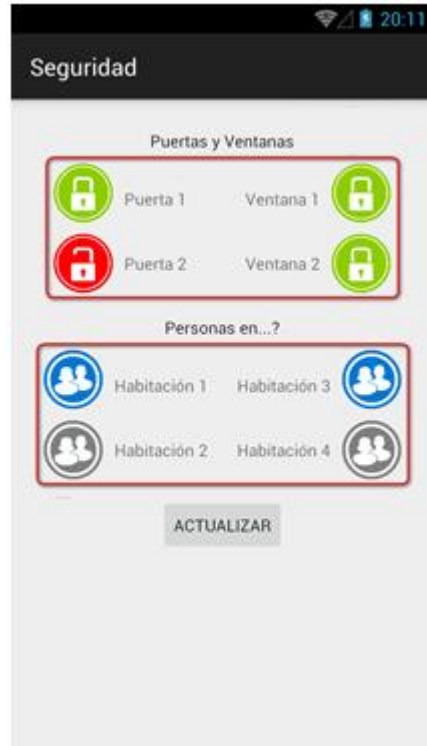 20:11
Seguridad
Puertas y Ventanas
Puerta 1 Ventana 1
Puerta 2 Ventana 2
Personas en...?
Habitación 1 Habitación 3
Habitación 2 Habitación 4
ACTUALIZAR